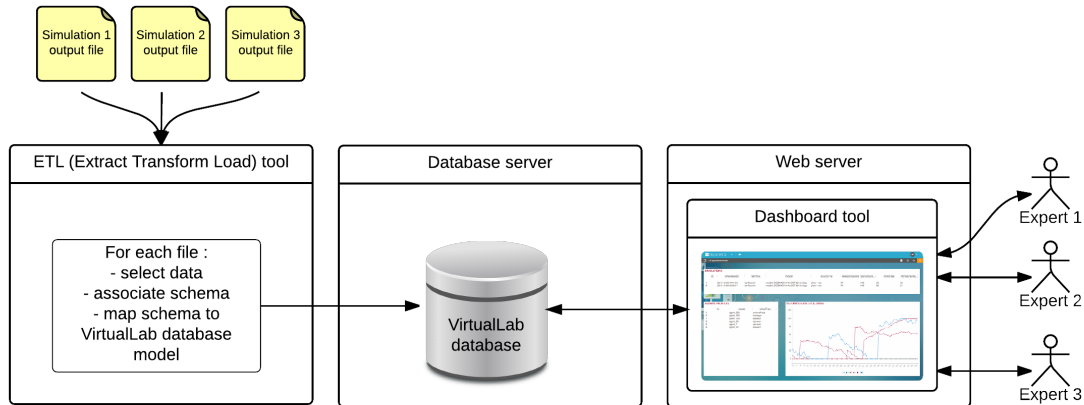 Simulation 1
output file
Simulation 2
output file
Simulation 3
output file
ETL (Extract Transform Load) tool
Database server
Web server
Dashboard tool
For each file :
- select data
- associate schema
- map schema to
VirtualLab database
model
VirtualLab
database
Expert 1
Expert 2
Expert 3